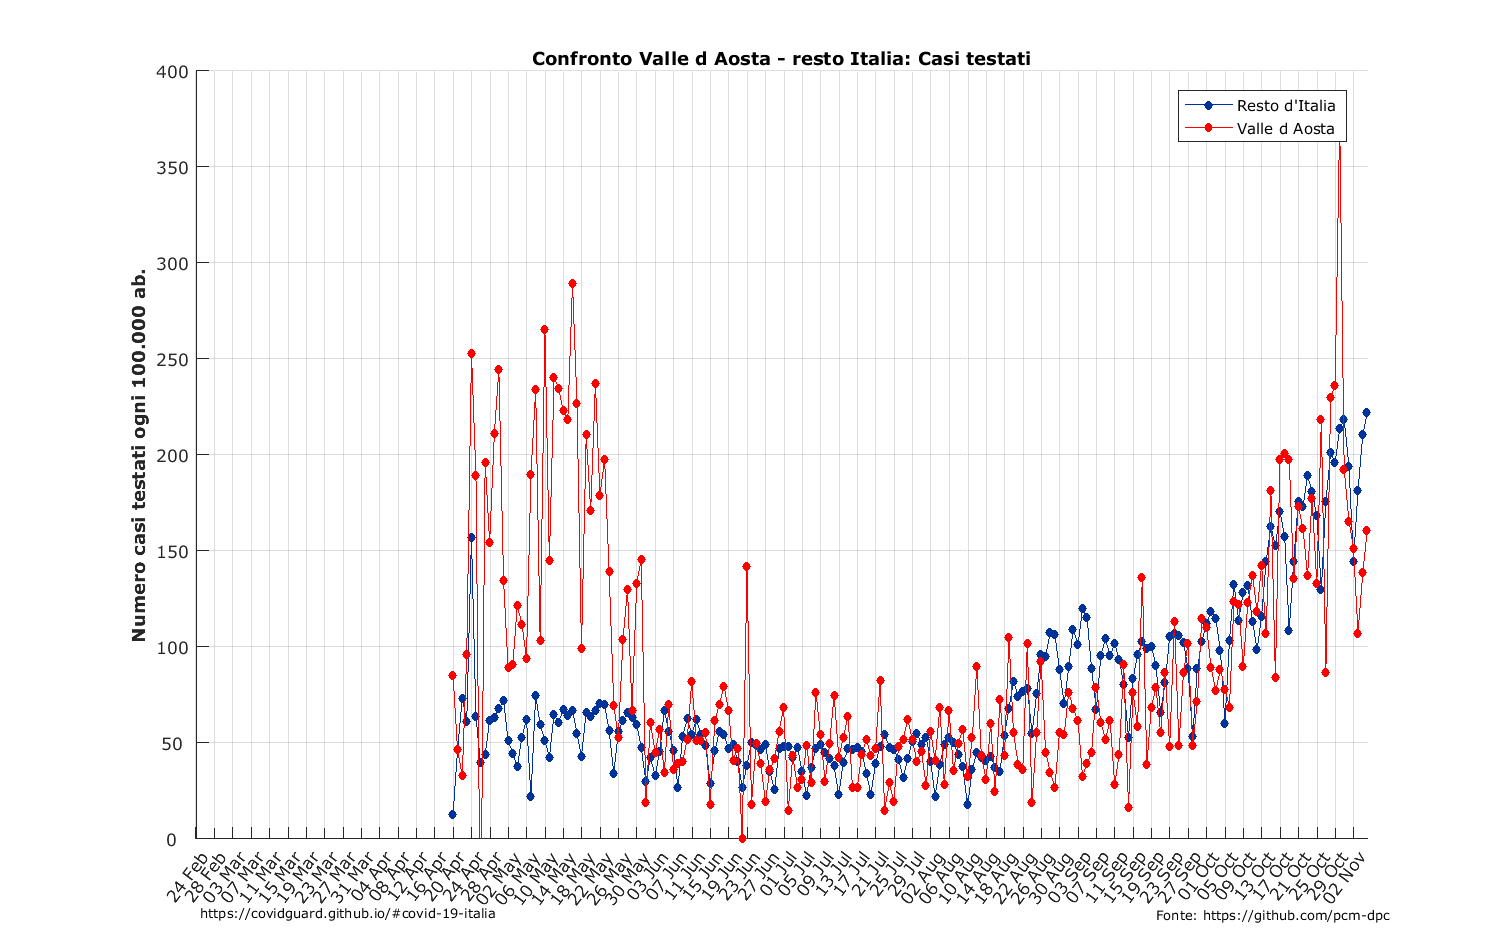 Confronto Valle d Aosta - resto Italia: Casi testati
Resto d'Italia
Valle d Aosta
Numero casi testati ogni 100.000 ab.
400
350
300
250
200
150
100
50
0
24 Feb
28 Feb
03 Mar
07 Mar
11 Mar
15 Mar
19 Mar
23 Mar
27 Mar
31 Mar
04 Apr
08 Apr
12 Apr
16 Apr
20 Apr
24 Apr
28 Apr
02 May
06 May
10 May
14 May
18 May
22 May
26 May
30 May
03 Jun
07 Jun
11 Jun
15 Jun
19 Jun
23 Jun
27 Jun
01 Jul
05 Jul
09 Jul
13 Jul
17 Jul
21 Jul
25 Jul
29 Jul
02 Aug
06 Aug
10 Aug
14 Aug
18 Aug
22 Aug
26 Aug
30 Aug
03 Sep
07 Sep
11 Sep
15 Sep
19 Sep
23 Sep
27 Sep
01 Oct
05 Oct
09 Oct
13 Oct
17 Oct
21 Oct
25 Oct
29 Oct
02 Nov
https://covidguard.github.io/#covid-19-italia
Fonte: https://github.com/pcm-dpc